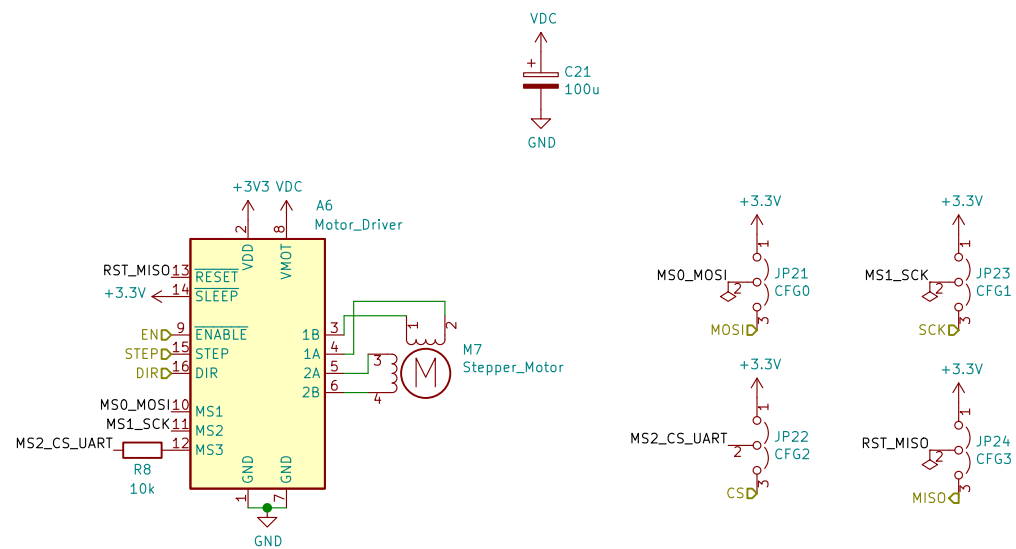 VDC
+
C21
100u
GND
+3V3 VDC
A6
Motor_Driver
2
8
VDD
VMOT
RST_MISO 13 RESET
+3.3V 14 SLEEP
EN 9 ENABLE
STEP 15 STEP
DIR 16 DIR
MS0_MOSI 10 MS1
MS1_SCK 11 MS2
MS2_CS_UART 12 MS3
R8
10k
1B 3
1A 4
2A 5
2B 6
1
2
3
4
M
M7
Stepper_Motor
GND
GND
1
7
GND
+3.3V
1
MS0_MOSI
2
JP21
CFG0
3
MOSI
+3.3V
1
MS1_SCK
2
JP23
CFG1
3
SCK
+3.3V
1
MS2_CS_UART
2
JP22
CFG2
3
CS
+3.3V
1
RST_MISO
2
JP24
CFG3
3
MISO